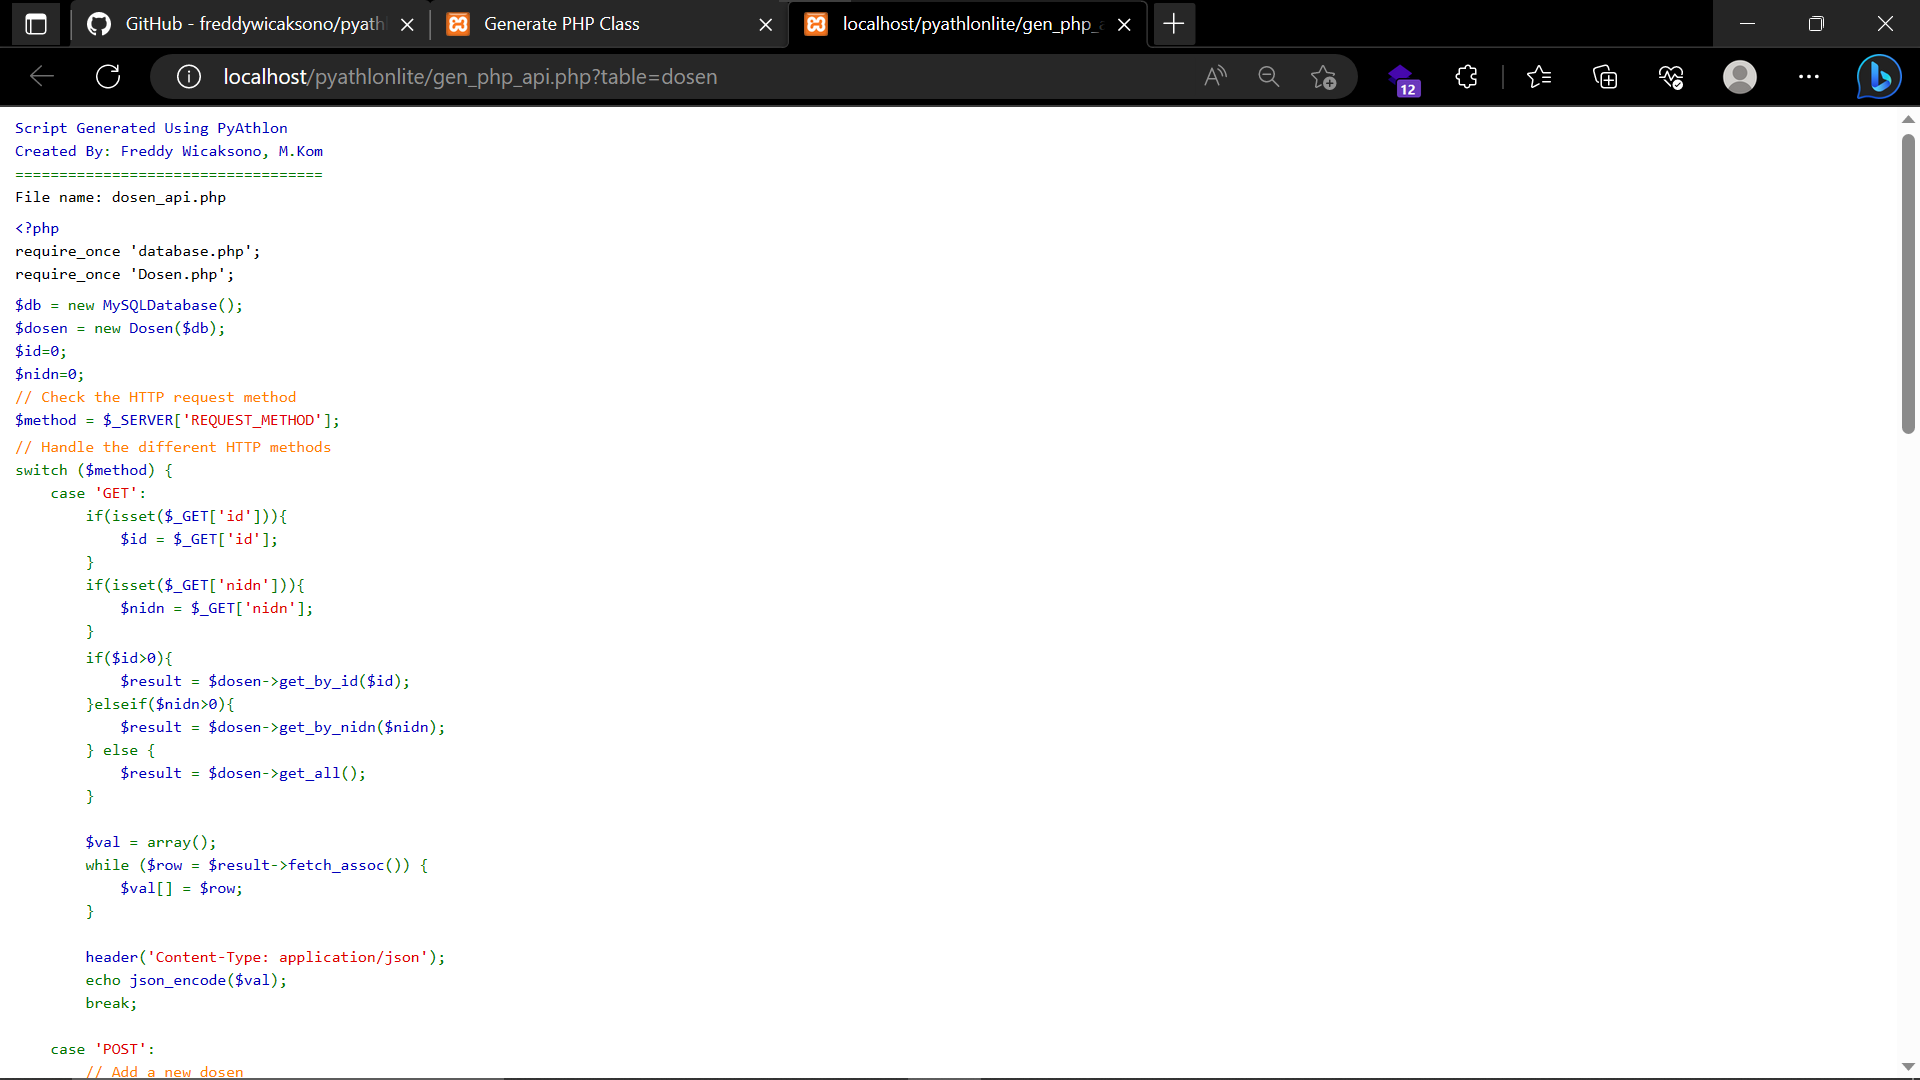 GitHub - freddywicaksono/pyath
Generate PHP Class
localhost/pyathlonlite/gen_php_a
localhost/pyathlonlite/gen_php_api.php?table=dosen
12
Script Generated Using PyAthlon
Created By: Freddy Wicaksono, M.Kom
===================================
File name: dosen_api.php
<?php
require_once 'database.php';
require_once 'Dosen.php';
$db = new MySQLDatabase();
$dosen = new Dosen($db);
$id=0;
$nidn=0;
// Check the HTTP request method
$method = $_SERVER['REQUEST_METHOD'];
// Handle the different HTTP methods
switch ($method) {
    case 'GET':
        if(isset($_GET['id'])){
            $id = $_GET['id'];
        }
        if(isset($_GET['nidn'])){
            $nidn = $_GET['nidn'];
        }
        if($id>0){
            $result = $dosen->get_by_id($id);
        }elseif($nidn>0){
            $result = $dosen->get_by_nidn($nidn);
        } else {
            $result = $dosen->get_all();
        }
        $val = array();
        while ($row = $result->fetch_assoc()) {
            $val[] = $row;
        }
        header('Content-Type: application/json');
        echo json_encode($val);
        break;
    case 'POST':
        // Add a new dosen